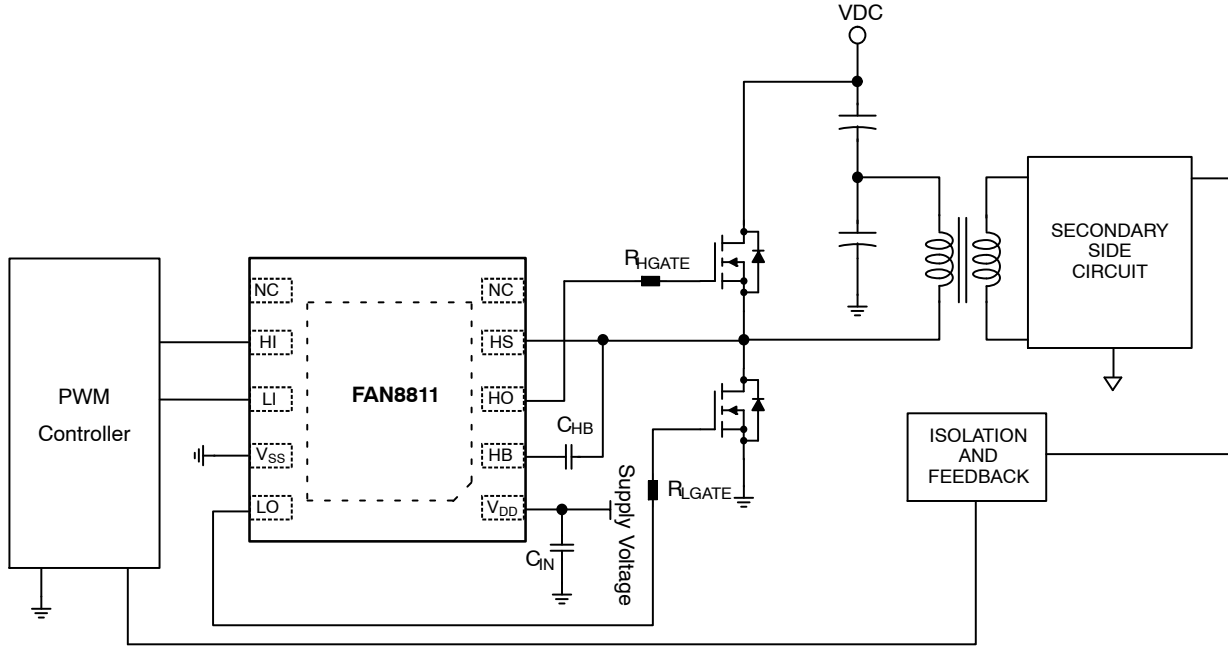 VDC
SECONDARY
SIDE
CIRCUIT
RHGATE
NC
NC
HI
HS
PWM
Controller
LI
FAN8811
HO
CHB
VSS
HB
ISOLATION
AND
FEEDBACK
RLGATE
LO
VDD
CIN
Supply Voltage